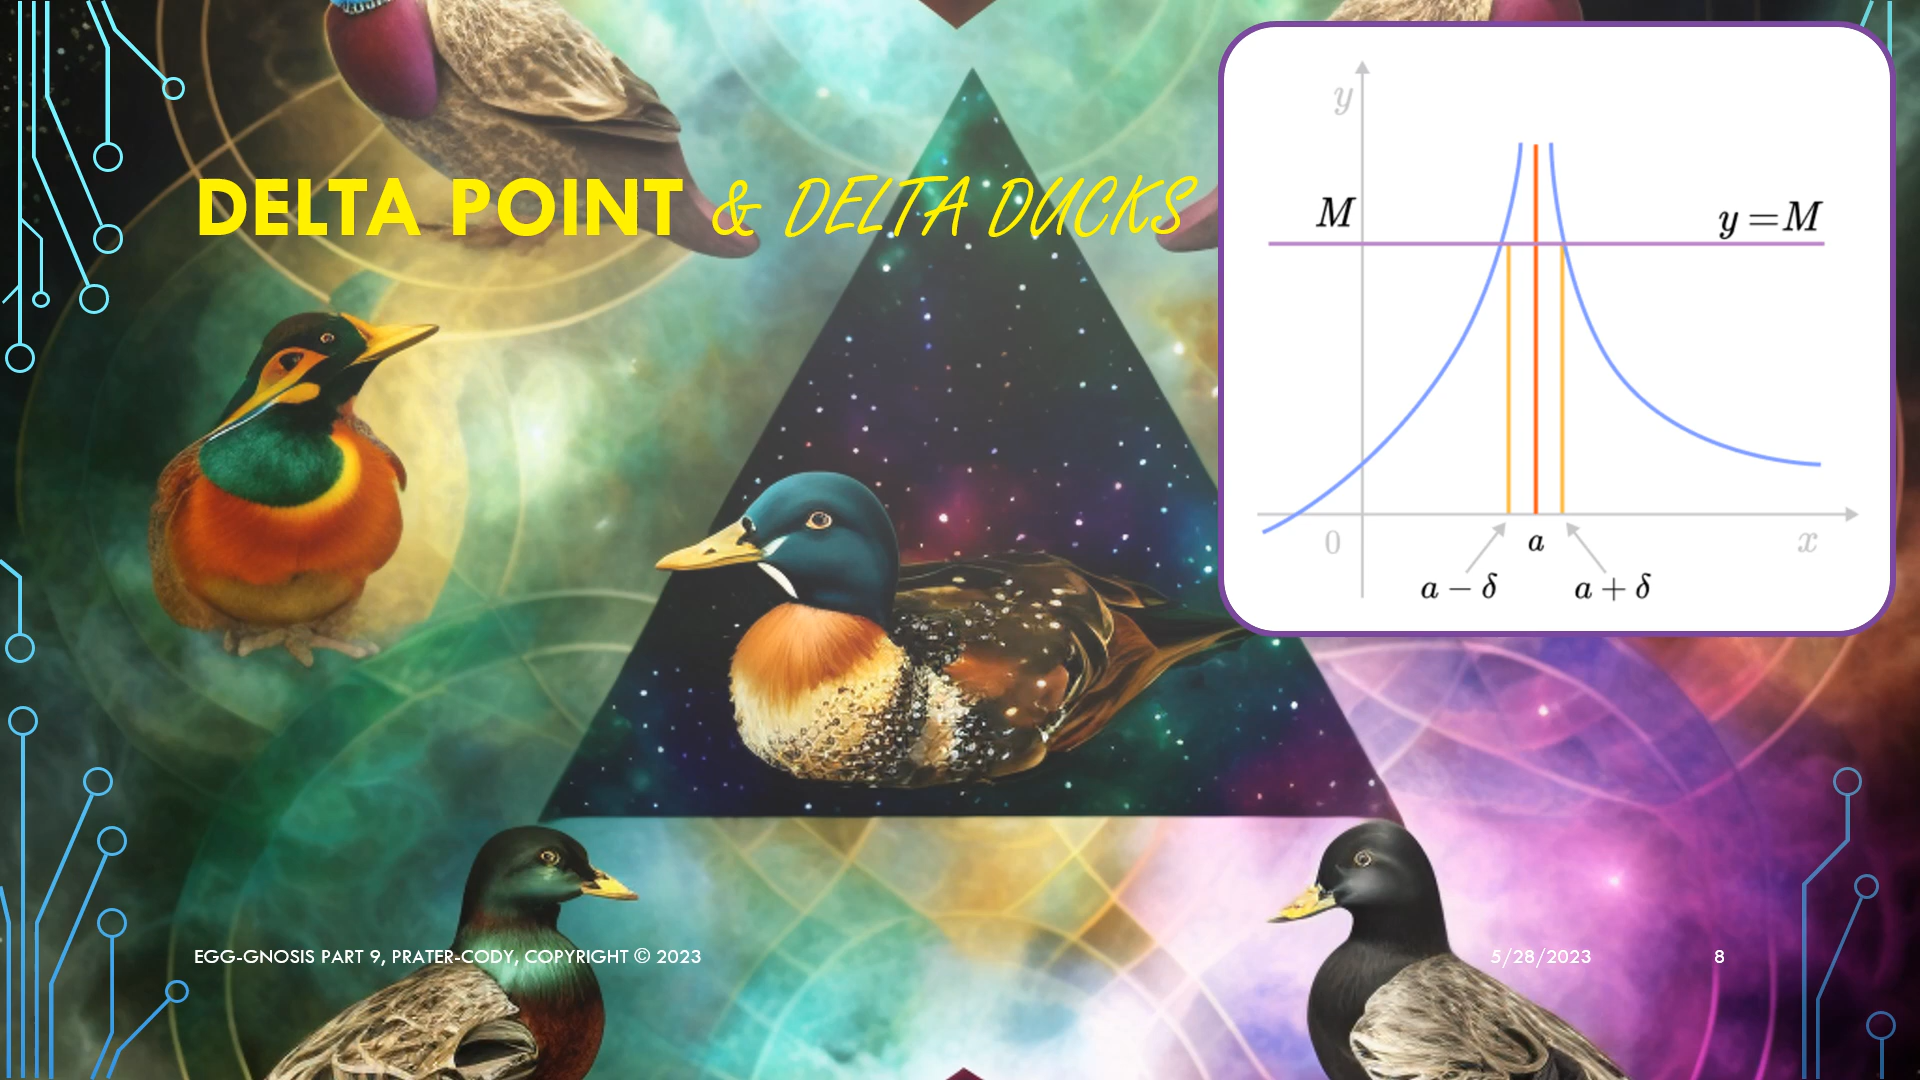 DELTA POINT & DELTA DUCKS
y
M
y = M
0
a
x
a − δ
a + δ
EGG-GNOSIS PART 9, PRATER-CODY, COPYRIGHT © 2023
5/28/2023
8